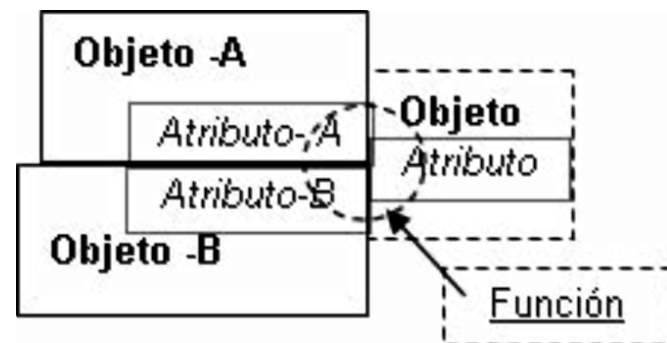 Objeto -A
Atributo- A
Objeto
Atributo
Atributo-B
Objeto -B
Función